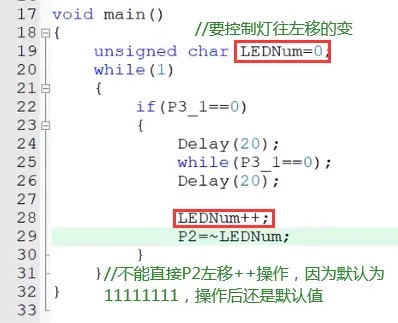 17 void main()
//要控制灯往左移的变
18 {
19 unsigned char LEDNum=0;
20 while(1)
21 {
22 if(P3_1==0)
23 {
24 Delay(20);
25 while(P3_1==0);
26 Delay(20);
27
28 LEDNum++;
29 P2=~LEDNum;
30 }
31 }//不能直接P2左移++操作，因为默认为
32 } 11111111，操作后还是默认值
33